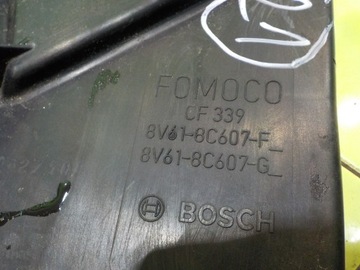 FOMOCO
CF 339
8V61-8C607-F_
8V61-8C607-G_
BOSCH